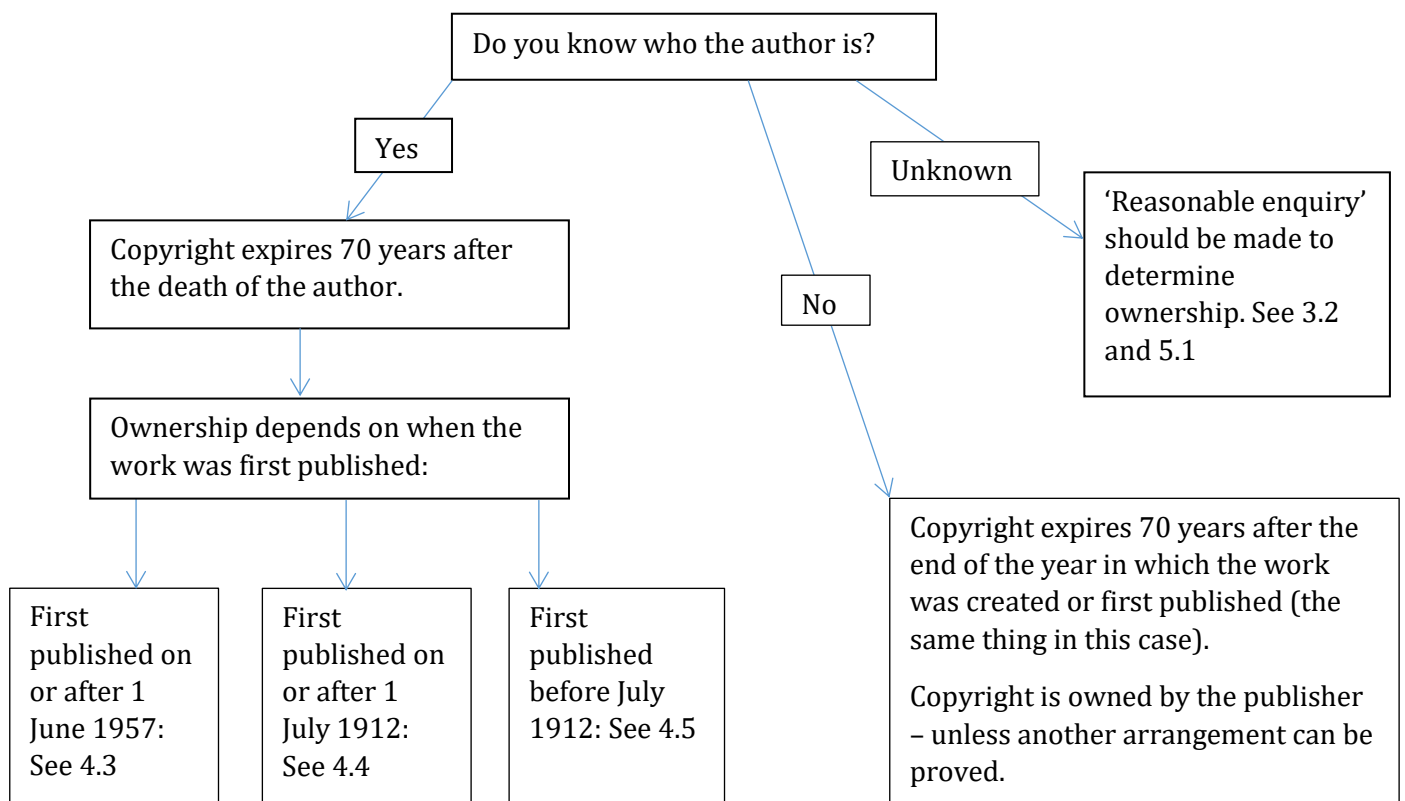 Do you know who the author is?
Yes
Unknown
‘Reasonable enquiry’
should be made to
determine
ownership. See 3.2
and 5.1
Copyright expires 70 years after
the death of the author.
No
Ownership depends on when the
work was first published:
First
published on
or after 1
June 1957:
See 4.3
First
published on
or after 1
July 1912:
See 4.4
First
published
before July
1912: See 4.5
Copyright expires 70 years after the
end of the year in which the work
was created or first published (the
same thing in this case).
Copyright is owned by the publisher
– unless another arrangement can be
proved.